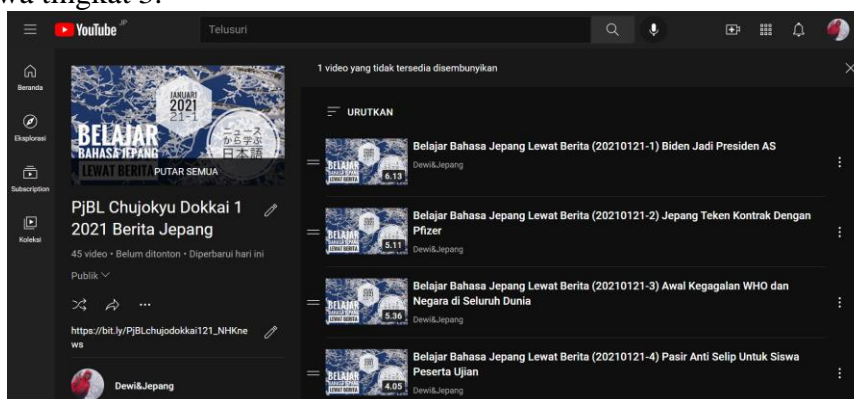 wa tingkat 3.
YouTube JP
Telusuri
Beranda
Eksplorasi
Subscription
Koleksi
JANUARI
2021
21-1
BELAJAR
BAHASA JEPANG
LEWAT BERITA
ニュース
から学ぶ
日本語
PUTAR SEMUA
PjBL Chujokyu Dokkai 1
2021 Berita Jepang
45 video • Belum ditonton • Diperbarui hari ini
Publik
https://bit.ly/PjBLchujodokkai121_NHKne
ws
Dewi&Jepang
1 video yang tidak tersedia disembunyikan
URUTKAN
BELAJAR
6.13
Belajar Bahasa Jepang Lewat Berita (20210121-1) Biden Jadi Presiden AS
Dewi&Jepang
BELAJAR
5.11
Belajar Bahasa Jepang Lewat Berita (20210121-2) Jepang Teken Kontrak Dengan
Pfizer
Dewi&Jepang
BELAJAR
5.36
Belajar Bahasa Jepang Lewat Berita (20210121-3) Awal Kegagalan WHO dan
Negara di Seluruh Dunia
Dewi&Jepang
BELAJAR
4.05
Belajar Bahasa Jepang Lewat Berita (20210121-4) Pasir Anti Selip Untuk Siswa
Peserta Ujian
Dewi&Jepang